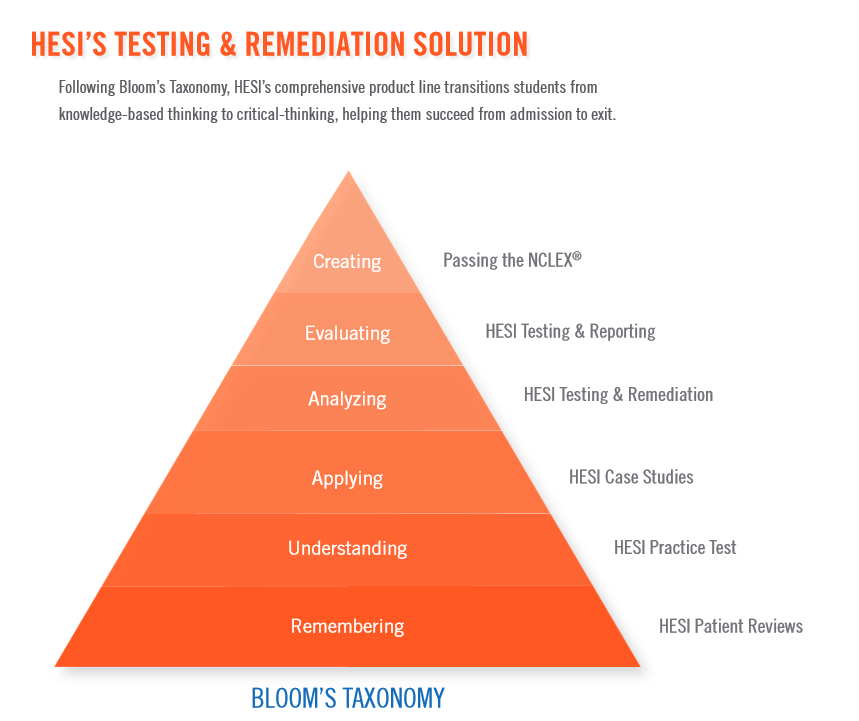 HESI’S TESTING & REMEDIATION SOLUTION
Following Bloom’s Taxonomy, HESI’s comprehensive product line transitions students from
knowledge-based thinking to critical-thinking, helping them succeed from admission to exit.
Creating
Passing the NCLEX®
Evaluating
HESI Testing & Reporting
Analyzing
HESI Testing & Remediation
Applying
HESI Case Studies
Understanding
HESI Practice Test
Remembering
HESI Patient Reviews
BLOOM’S TAXONOMY